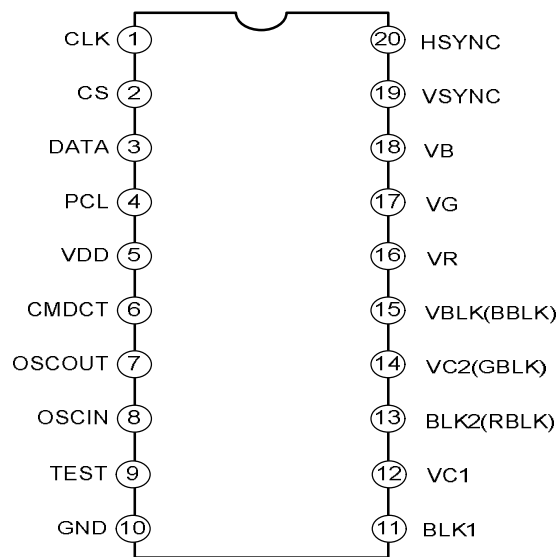 CLK 1 20 HSYNC
CS 2 19 VSYNC
DATA 3 18 VB
PCL 4 17 VG
VDD 5 16 VR
CMDCT 6 15 VBLK(BBLK)
OSCOUT 7 14 VC2(GBLK)
OSCIN 8 13 BLK2(RBLK)
TEST 9 12 VC1
GND 10 11 BLK1